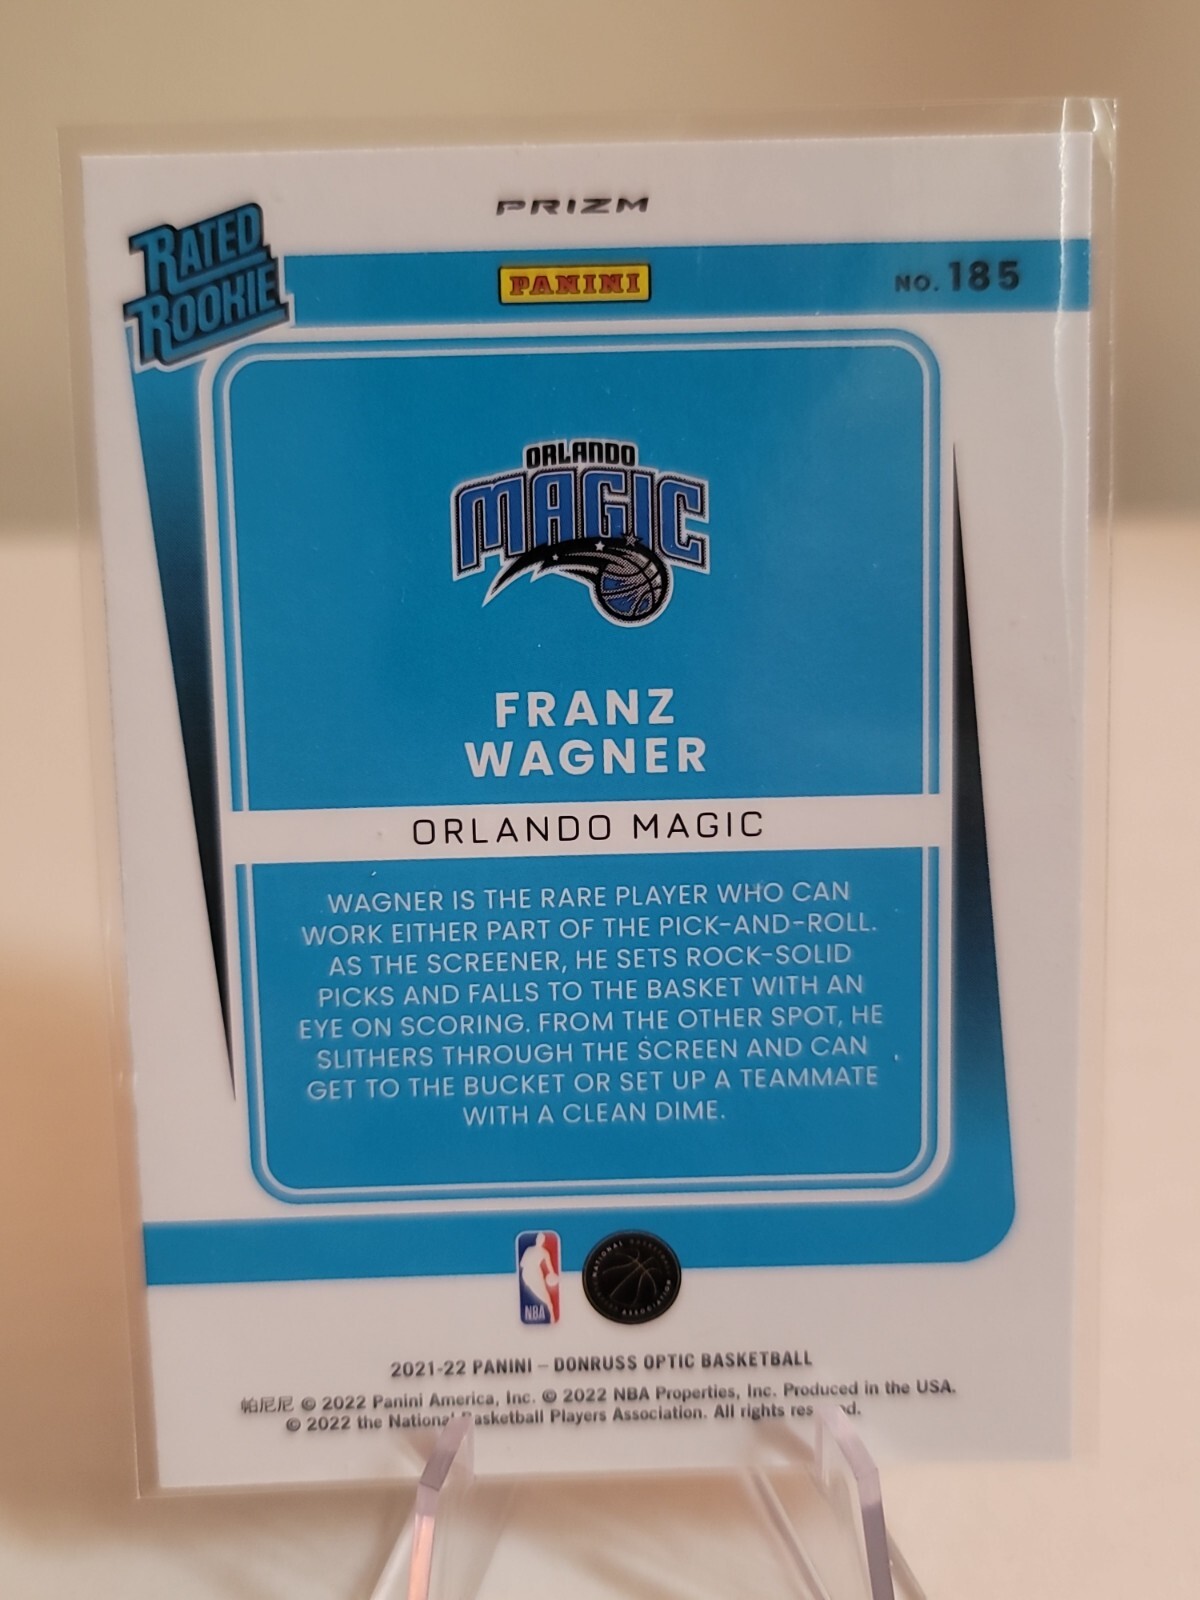 PRIZM
RATED
ROOKIE
PANINI
NO. 185
ORLANDO
MAGIC
FRANZ
WAGNER
ORLANDO MAGIC
WAGNER IS THE RARE PLAYER WHO CAN
WORK EITHER PART OF THE PICK-AND-ROLL.
AS THE SCREENER, HE SETS ROCK-SOLID
PICKS AND FALLS TO THE BASKET WITH AN
EYE ON SCORING. FROM THE OTHER SPOT, HE
SLITHERS THROUGH THE SCREEN AND CAN
GET TO THE BUCKET OR SET UP A TEAMMATE
WITH A CLEAN DIME.
NBA
NATIONAL BASKETBALL
ASSOCIATION
2021-22 PANINI – DONRUSS OPTIC BASKETBALL
帕尼尼 © 2022 Panini America, Inc. © 2022 NBA Properties, Inc. Produced in the USA.
© 2022 the National Basketball Players Association. All rights